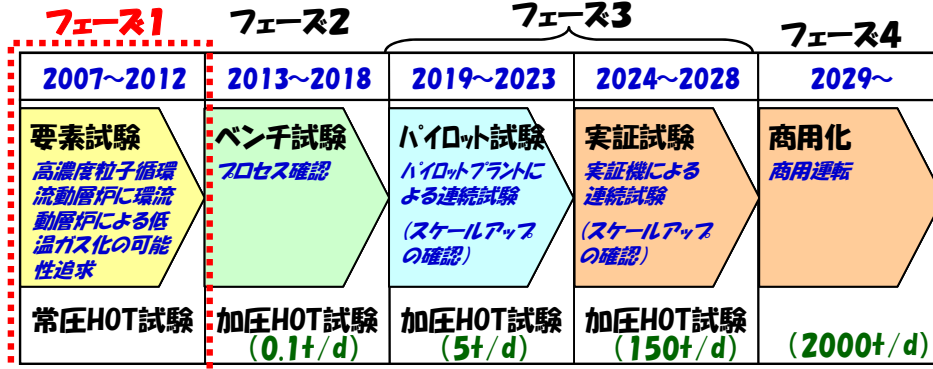 フェーズ1
フェーズ2
フェーズ3
フェーズ4
2007～2012
2013～2018
2019～2023
2024～2028
2029～
要素試験
高濃度粒子循環
流動層炉に環流
動層炉による低
温ガス化の可能
性追求
ベンチ試験
プロセス確認
パイロット試験
パイロットプラントに
よる連続試験
(スケールアップ
の確認)
実証試験
実証機による
連続試験
(スケールアップ
の確認)
商用化
商用運転
常圧HOT試験
加圧HOT試験
(0.1t/d)
加圧HOT試験
(5t/d)
加圧HOT試験
(150t/d)
(2000t/d)